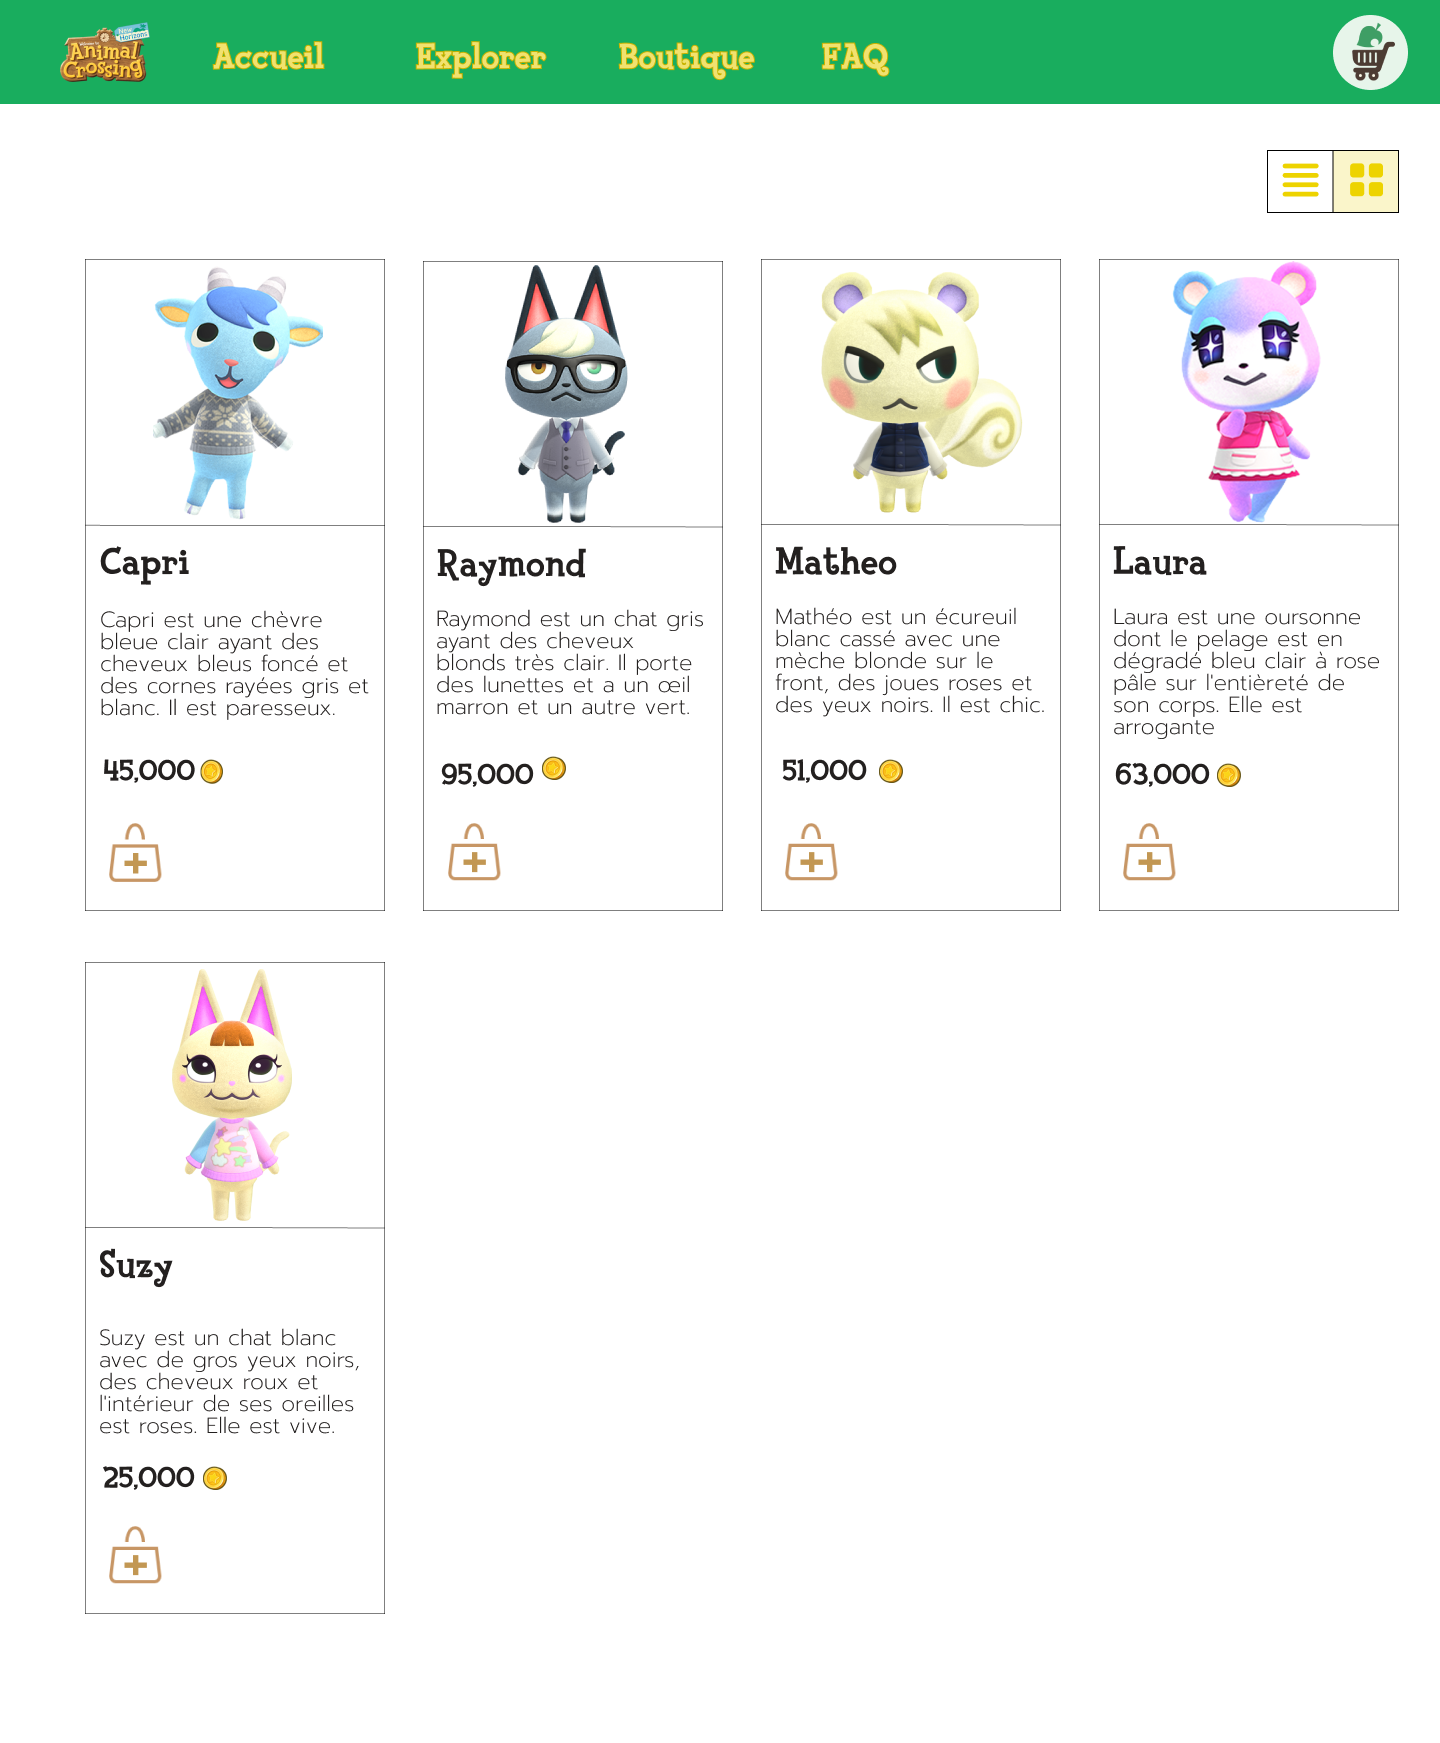 New
Horizons
Animal
Crossing
Accueil
Explorer
Boutique
FAQ
Capri
Capri est une chèvre
bleue clair ayant des
cheveux bleus foncé et
des cornes rayées gris et
blanc. Il est paresseux.
45,000
Raymond
Raymond est un chat gris
ayant des cheveux
blonds très clair. Il porte
des lunettes et a un œil
marron et un autre vert.
95,000
Matheo
Mathéo est un écureuil
blanc cassé avec une
mèche blonde sur le
front, des joues roses et
des yeux noirs. Il est chic.
51,000
Laura
Laura est une oursonne
dont le pelage est en
dégradé bleu clair à rose
pâle sur l'entièreté de
son corps. Elle est
arrogante
63,000
Suzy
Suzy est un chat blanc
avec de gros yeux noirs,
des cheveux roux et
l'intérieur de ses oreilles
est roses. Elle est vive.
25,000